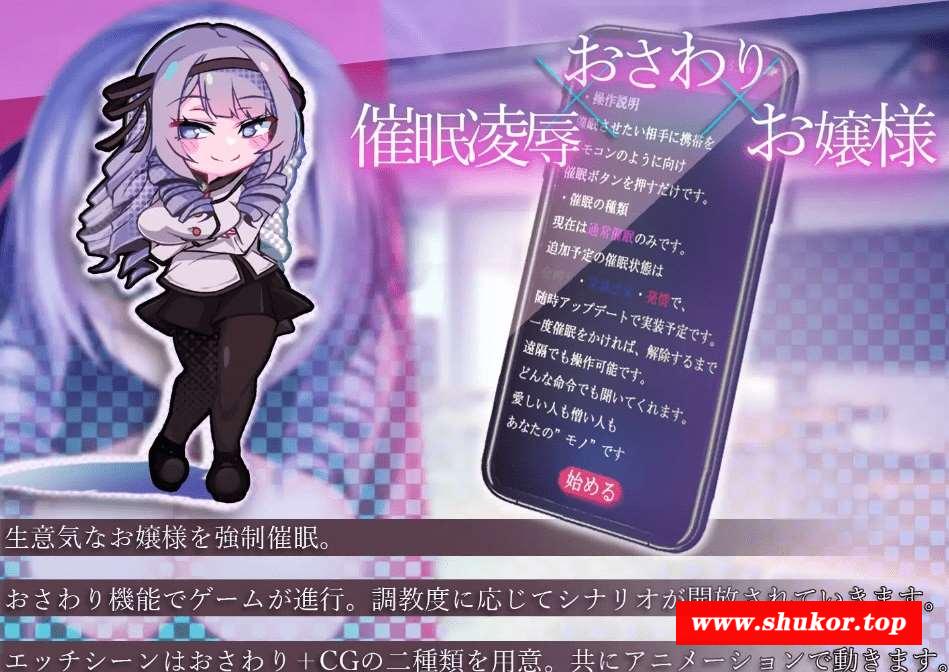 おさわり
催眠凌辱
お嬢様
・操作説明
催眠させたい相手に携帯を
モコンのように向け
催眠ボタンを押すだけです。
・催眠の種類
現在は通常催眠のみです。
追加予定の催眠状態は
・発情で、
随時アップデートで実装予定です。
一度催眠をかければ、解除するまで
遠隔でも操作可能です。
どんな命令でも聞いてくれます。
愛しい人も憎い人も
あなたの”モノ”です
始める
生意気なお嬢様を強制催眠。
おさわり機能でゲームが進行。調教度に応じてシナリオが開放されていきます。
www.shukor.top
エッチシーンはおさわり＋CGの二種類を用意。共にアニメーションで動きます